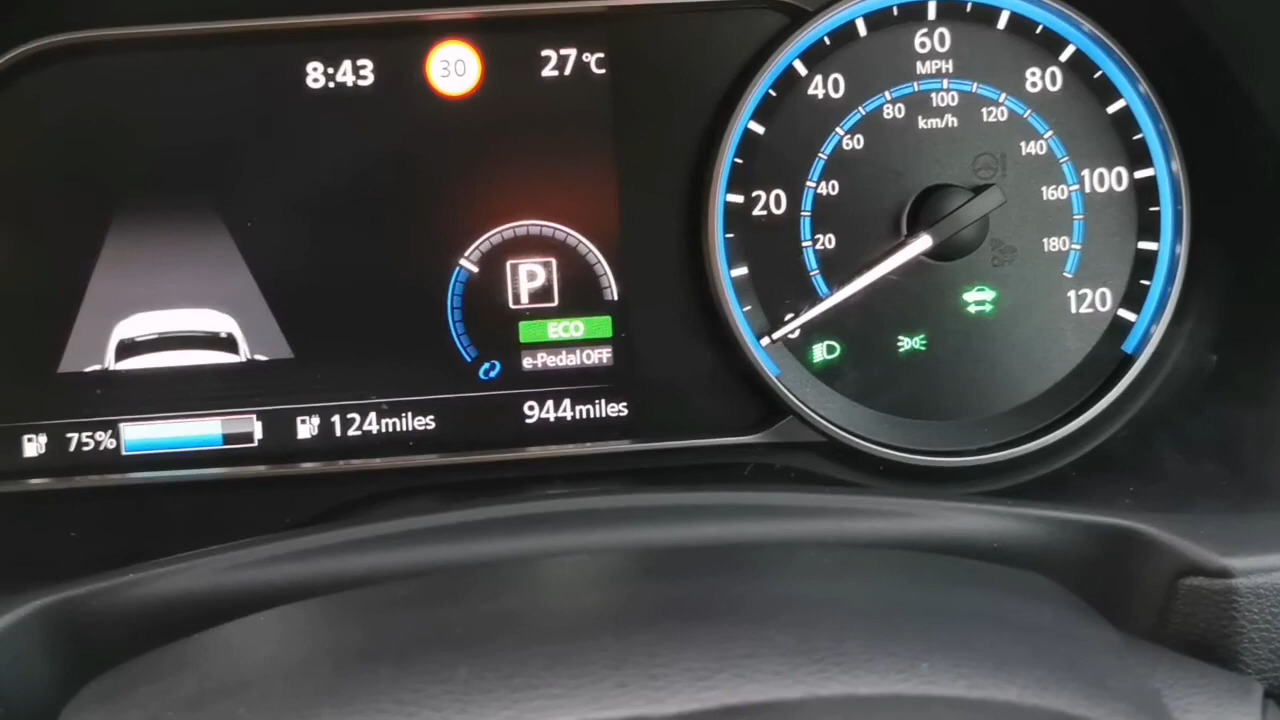 8:43 30 27°C
P
ECO
e-Pedal OFF
75% 124miles 944miles
0 20 40 60 80 100 120
MPH
20 40 60 80 100 120 140 160 180
km/h